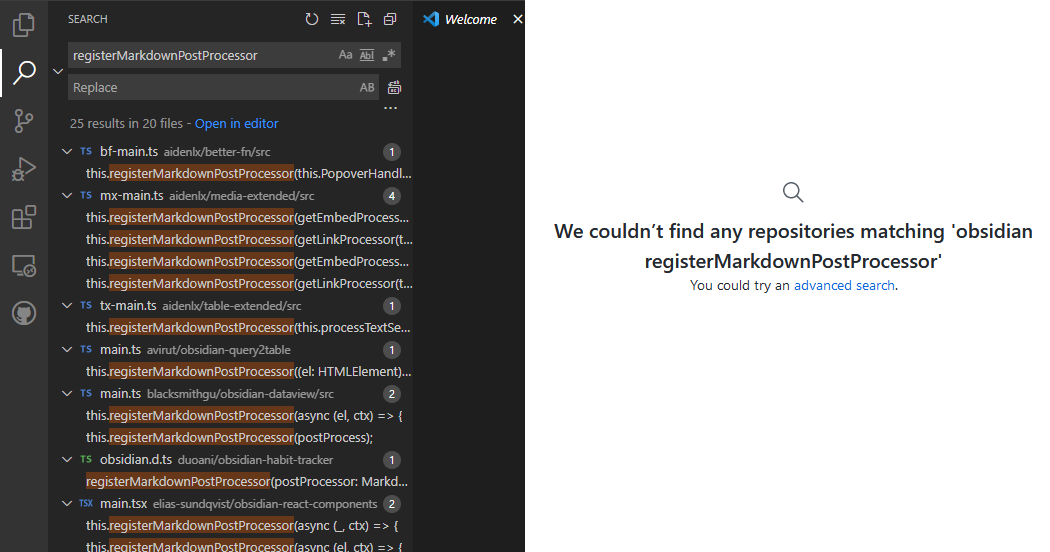 SEARCH
Welcome
registerMarkdownPostProcessor
Aa
Abl
.*
Replace
AB
...
25 results in 20 files - Open in editor
TS bf-main.ts aidenlx/better-fn/src 1
this.registerMarkdownPostProcessor(this.PopoverHandl...
TS mx-main.ts aidenlx/media-extended/src 4
this.registerMarkdownPostProcessor(getEmbedProcess...
this.registerMarkdownPostProcessor(getLinkProcessor(t...
this.registerMarkdownPostProcessor(getEmbedProcess...
this.registerMarkdownPostProcessor(getLinkProcessor(t...
TS tx-main.ts aidenlx/table-extended/src 1
this.registerMarkdownPostProcessor(this.processTextSe...
TS main.ts avirut/obsidian-query2table 1
this.registerMarkdownPostProcessor((el: HTMLElement)...
TS main.ts blacksmithgu/obsidian-dataview/src 2
this.registerMarkdownPostProcessor(async (el, ctx) => {
this.registerMarkdownPostProcessor(postProcess);
TS obsidian.d.ts duoani/obsidian-habit-tracker 1
registerMarkdownPostProcessor(postProcessor: Markd...
TSX main.tsx elias-sundqvist/obsidian-react-components 2
this.registerMarkdownPostProcessor(async (_, ctx) => {
this.registerMarkdownPostProcessor(async (el, ctx) => {
We couldn’t find any repositories matching 'obsidian
registerMarkdownPostProcessor'
You could try an advanced search.